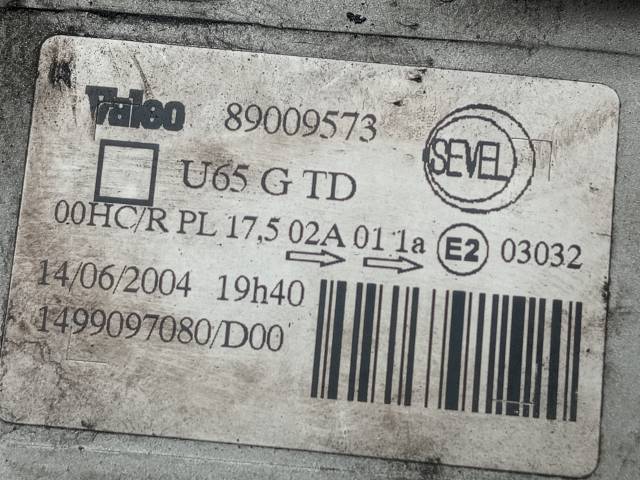 Valeo 89009573
SEVEL
U65 G TD
00HC/R PL 17,5 02A 01 1a E2 03032
14/06/2004 19h40
1499097080/D00